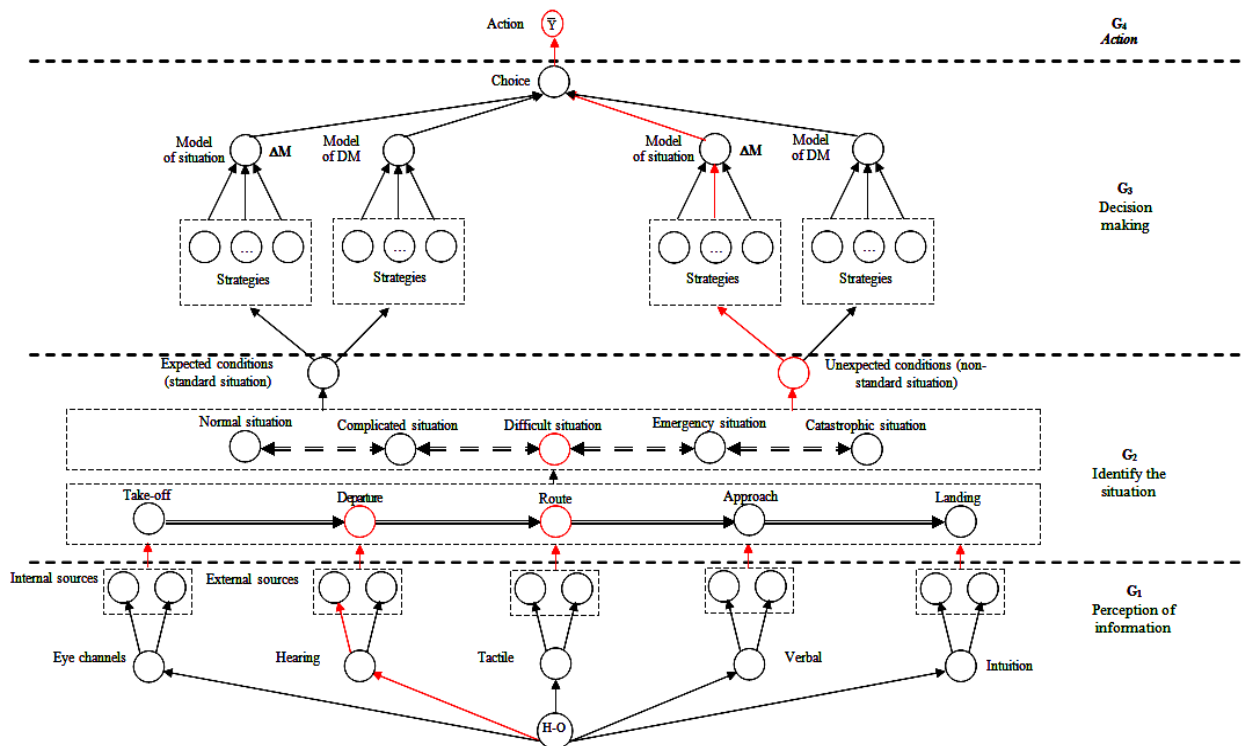 Action
Ȳ
G₄
Action
Choice
Model
of situation
ΔM
Model
of DM
Model
of situation
ΔM
Model
of DM
G₃
Decision
making
...
Strategies
...
Strategies
...
Strategies
...
Strategies
Expected conditions
(standard situation)
Unexpected conditions (non-
standard situation)
Normal situation
Complicated situation
Difficult situation
Emergency situation
Catastrophic situation
G₂
Identify the
situation
Take-off
Departure
Route
Approach
Landing
Internal sources
External sources
G₁
Perception of
information
Eye channels
Hearing
Tactile
Verbal
Intuition
H-O